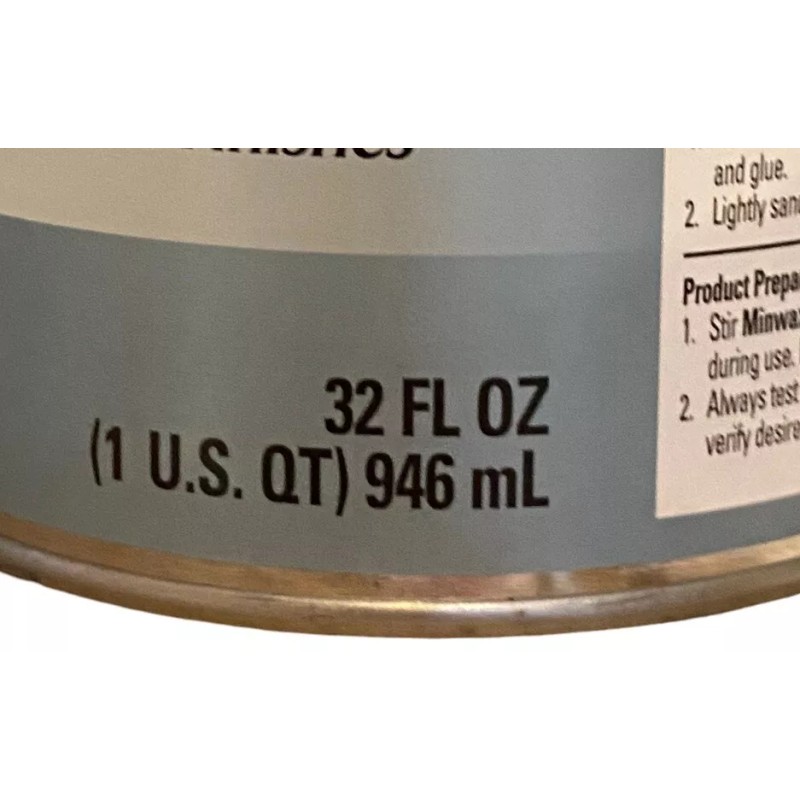 32 FL OZ
(1 U.S. QT) 946 mL
and glue.
2. Lightly
Product
1. Stir
during use.
2. Always test
verify